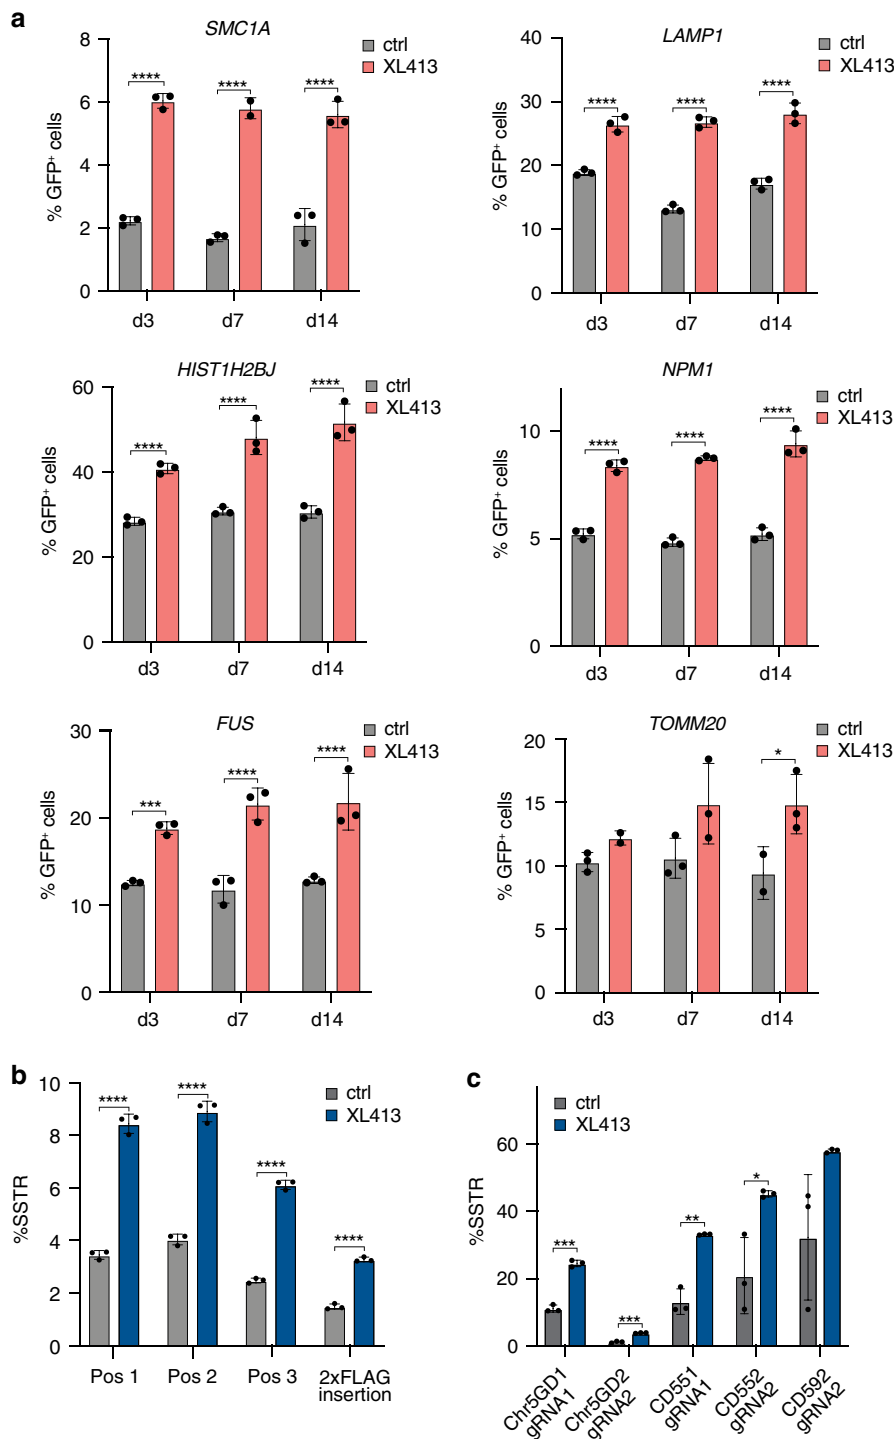 a
SMC1A
ctrl
XL413
% GFP+ cells
8
6
4
2
0
****
****
****
d3
d7
d14
LAMP1
ctrl
XL413
% GFP+ cells
40
30
20
10
0
****
****
****
d3
d7
d14
HIST1H2BJ
ctrl
XL413
% GFP+ cells
60
40
20
0
****
****
****
d3
d7
d14
NPM1
ctrl
XL413
% GFP+ cells
10
5
0
****
****
****
d3
d7
d14
FUS
ctrl
XL413
% GFP+ cells
30
20
10
0
***
****
****
d3
d7
d14
TOMM20
ctrl
XL413
% GFP+ cells
20
15
10
5
0
*
d3
d7
d14
b
ctrl
XL413
%SSTR
10
8
6
4
2
0
****
****
****
****
Pos 1
Pos 2
Pos 3
2xFLAG
insertion
c
ctrl
XL413
%SSTR
60
40
20
0
***
***
**
*
Chr5GD1
gRNA1
Chr5GD2
gRNA2
CD551
gRNA1
CD552
gRNA2
CD592
gRNA2